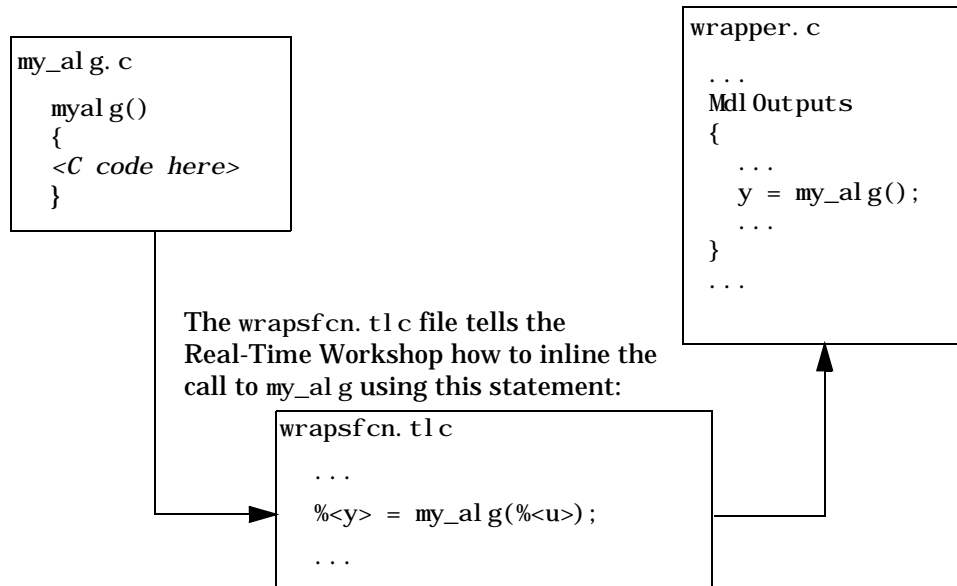 my_alg.c
myalg()
{
<C code here>
}
wrapper.c
...
MdlOutputs
{
...
y = my_alg();
...
}
...
The wrapsfcn.tlc file tells the
Real-Time Workshop how to inline the
call to my_alg using this statement:
wrapsfcn.tlc
...
%<y> = my_alg(%<u>);
...